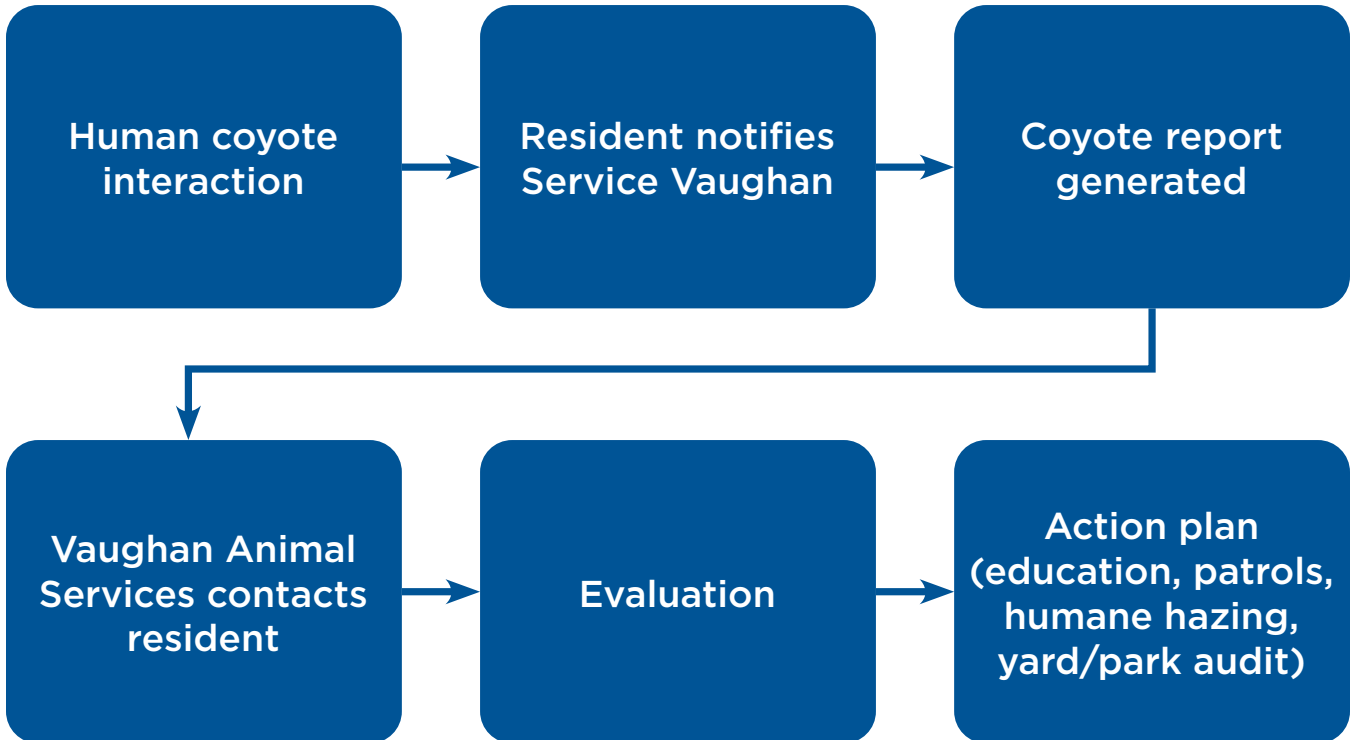 Human coyote
interaction
Resident notifies
Service Vaughan
Coyote report
generated
Vaughan Animal
Services contacts
resident
Evaluation
Action plan
(education, patrols,
humane hazing,
yard/park audit)